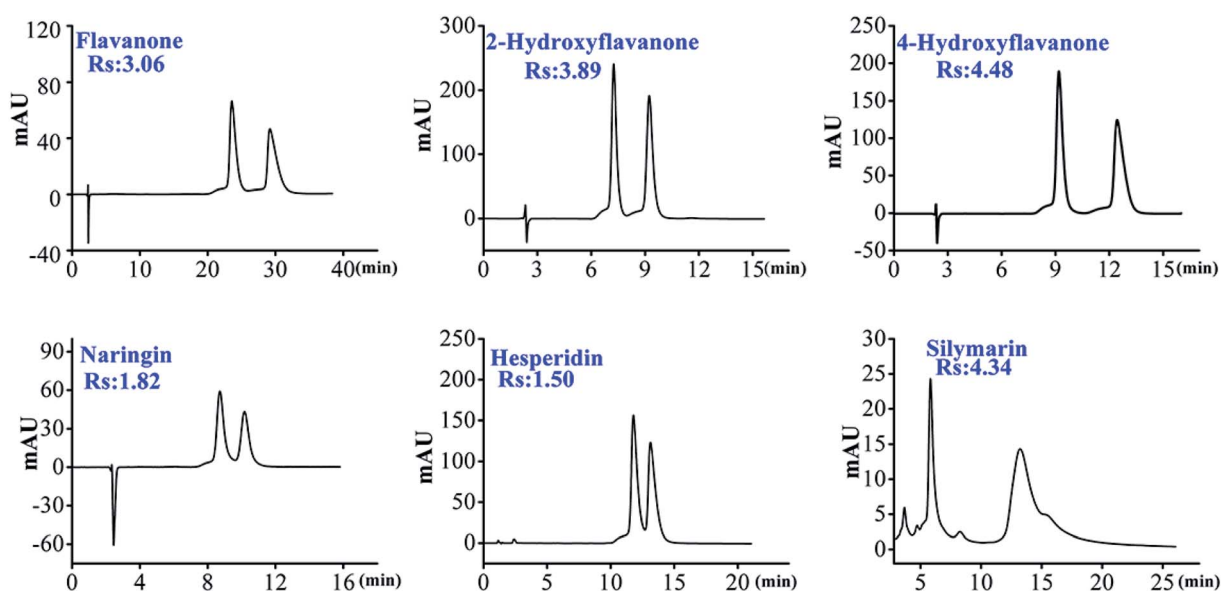 Flavanone
Rs:3.06
mAU
120
80
40
0
-40
0 10 20 30 40 (min)
2-Hydroxyflavanone
Rs:3.89
mAU
300
200
100
0
0 3 6 9 12 15 (min)
4-Hydroxyflavanone
Rs:4.48
mAU
250
200
150
100
50
0
-50
0 3 6 9 12 15 (min)
Naringin
Rs:1.82
mAU
90
60
30
0
-30
-60
0 4 8 12 16 (min)
Hesperidin
Rs:1.50
mAU
250
200
150
100
50
0
0 5 10 15 20 (min)
Silymarin
Rs:4.34
mAU
30
25
20
15
10
5
0
5 10 15 20 25 (min)